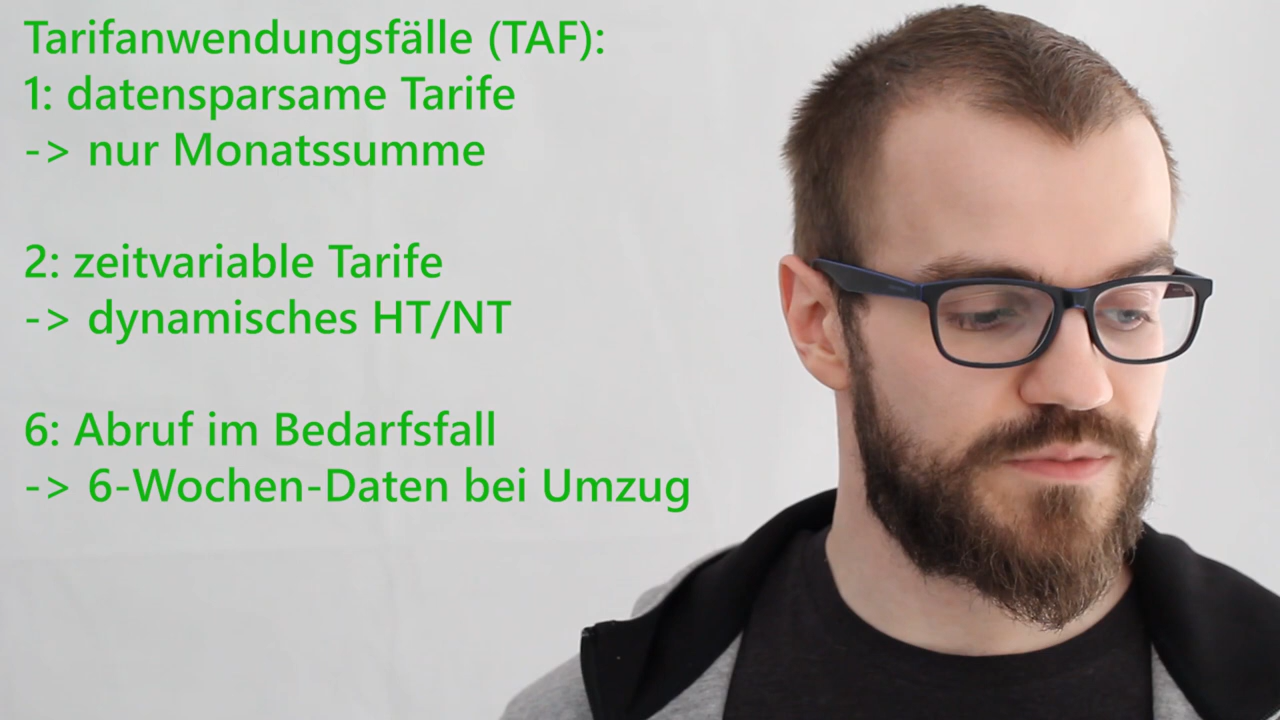 Tarifanwendungsfälle (TAF):
1: datensparsame Tarife
-> nur Monatssumme
2: zeitvariable Tarife
-> dynamisches HT/NT
6: Abruf im Bedarfsfall
-> 6-Wochen-Daten bei Umzug